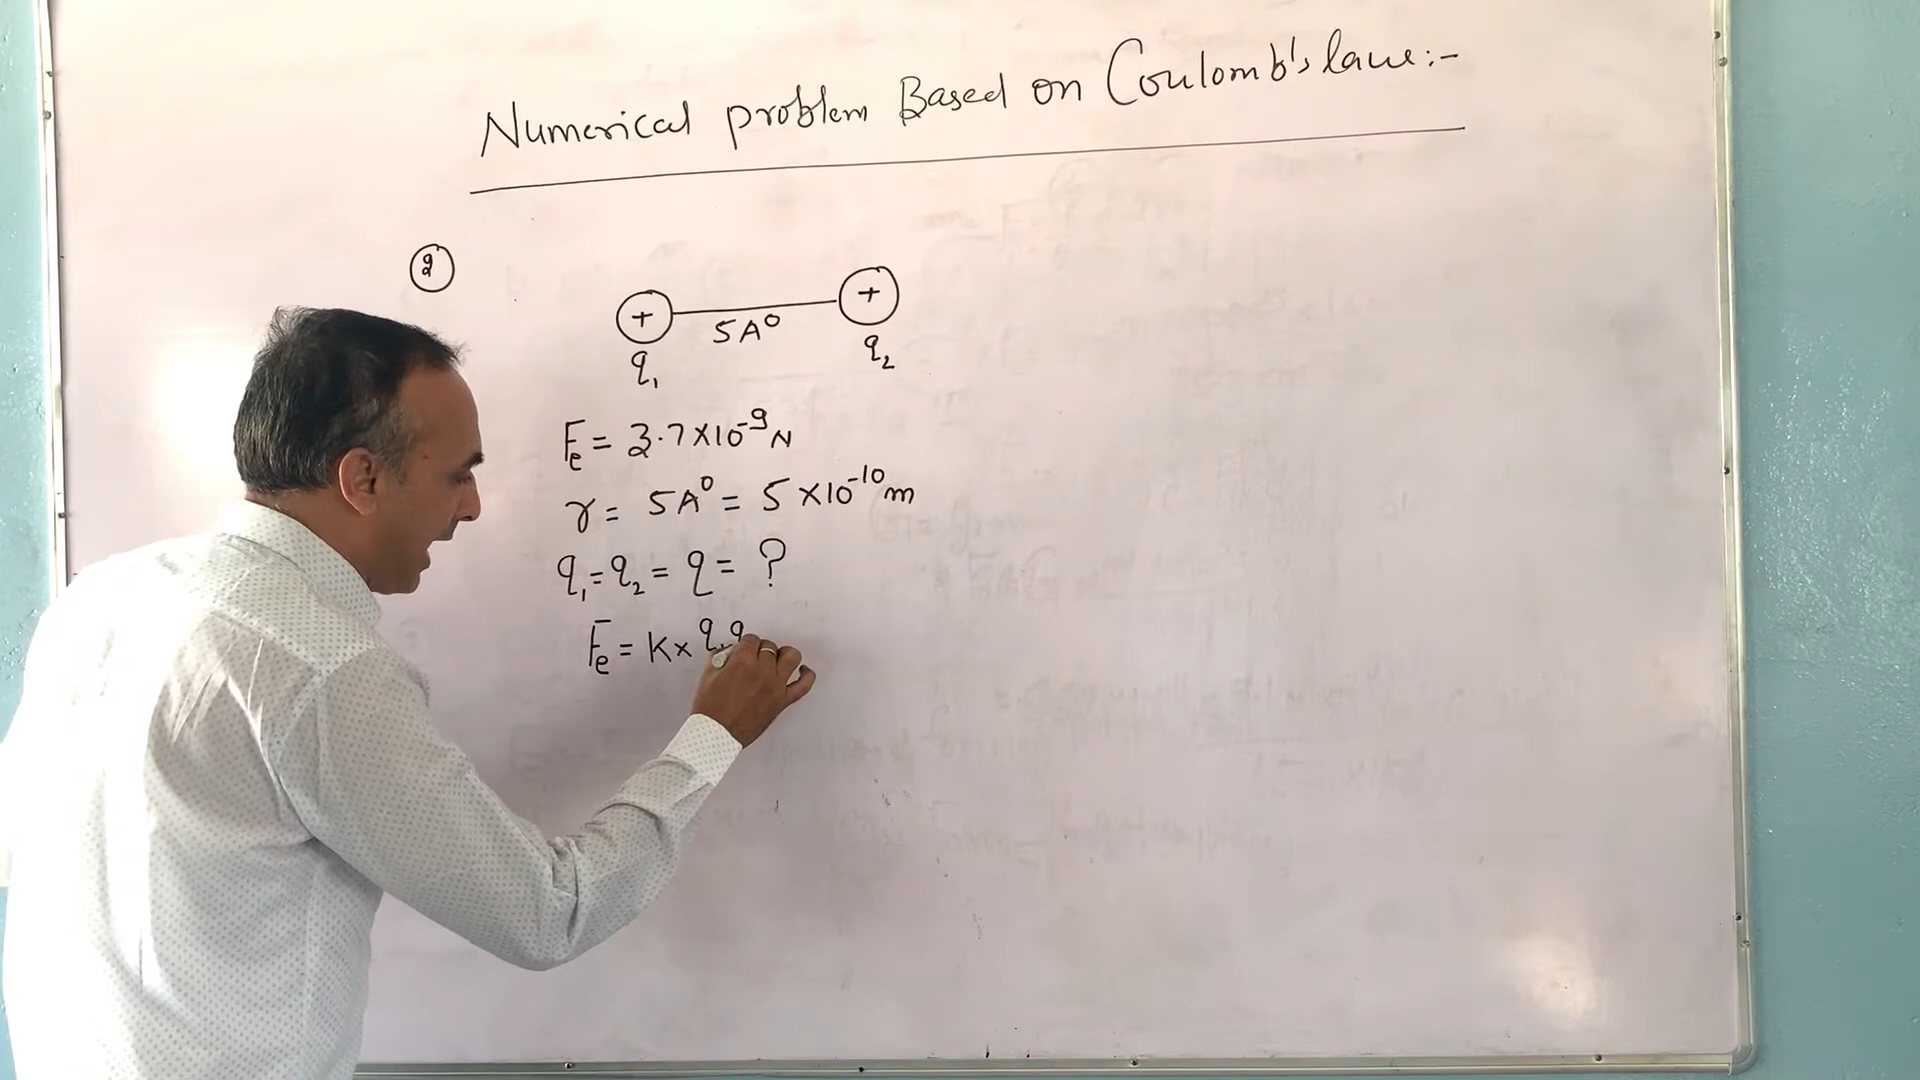 Numerical problem Based on Coulomb's law:-
2
+ 5A° +
q₁ q₂
Fe = 3.7×10⁻⁹N
r = 5A° = 5×10⁻¹⁰m
q₁=q₂ = q = ?
Fe = K× q₁q